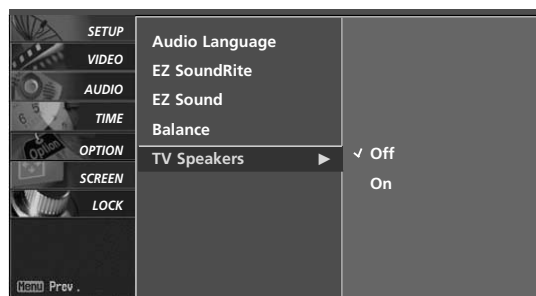 SETUP
VIDEO
AUDIO
TIME
OPTION
SCREEN
LOCK
Menu Prev .
Audio Language
EZ SoundRite
EZ Sound
Balance
TV Speakers ►
✓ Off
On